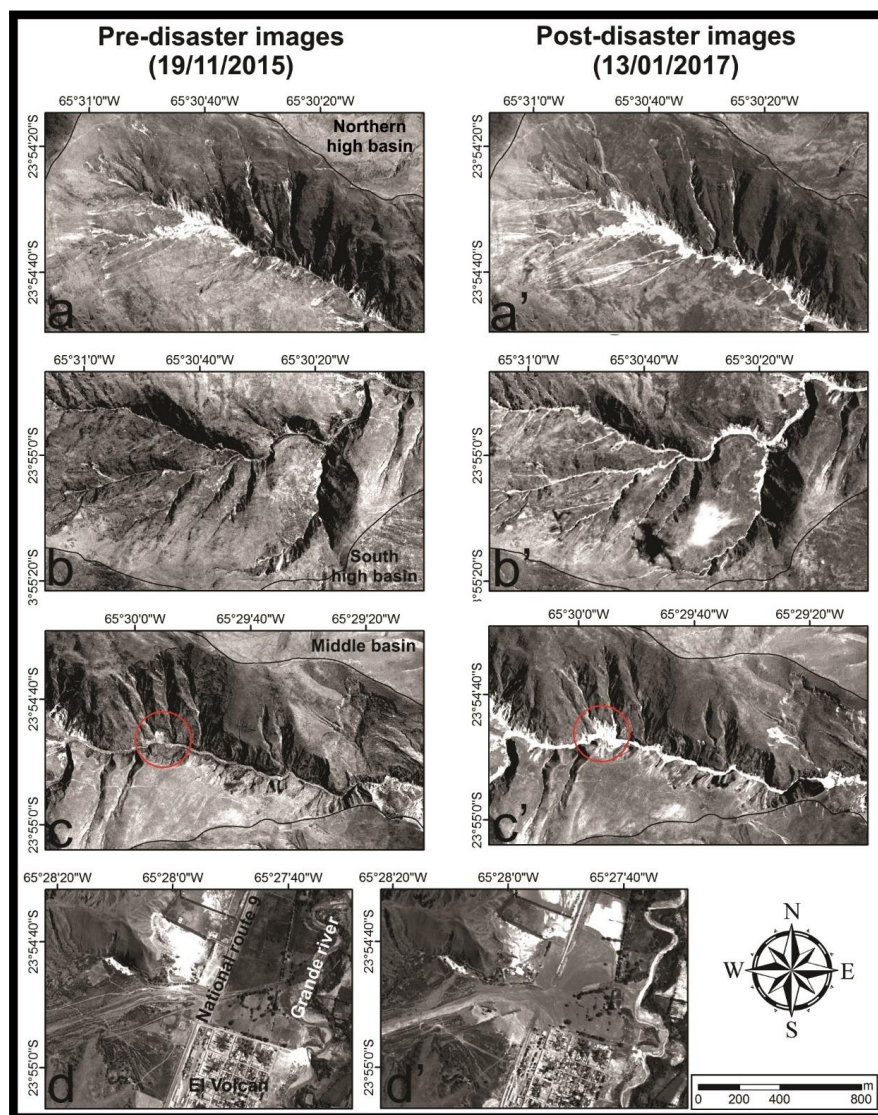 Pre-disaster images
(19/11/2015)
Post-disaster images
(13/01/2017)
65°31'0"W 65°30'40"W 65°30'20"W
65°31'0"W 65°30'40"W 65°30'20"W
23°54'20"S
23°54'40"S
Northern
high basin
a
23°54'20"S
23°54'40"S
a'
65°31'0"W 65°30'40"W 65°30'20"W
65°31'0"W 65°30'40"W 65°30'20"W
23°55'0"S
3°55'20"S
South
high basin
b
23°55'0"S
3°55'20"S
b'
65°30'0"W 65°29'40"W 65°29'20"W
65°30'0"W 65°29'40"W 65°29'20"W
23°54'40"S
23°55'0"S
Middle basin
c
23°54'40"S
23°55'0"S
c'
65°28'20"W 65°28'0"W 65°27'40"W
65°28'20"W 65°28'0"W 65°27'40"W
23°54'40"S
23°55'0"S
National route 9
Grande river
El Volcán
d
d'
N
W E
S
m
0 200 400 800